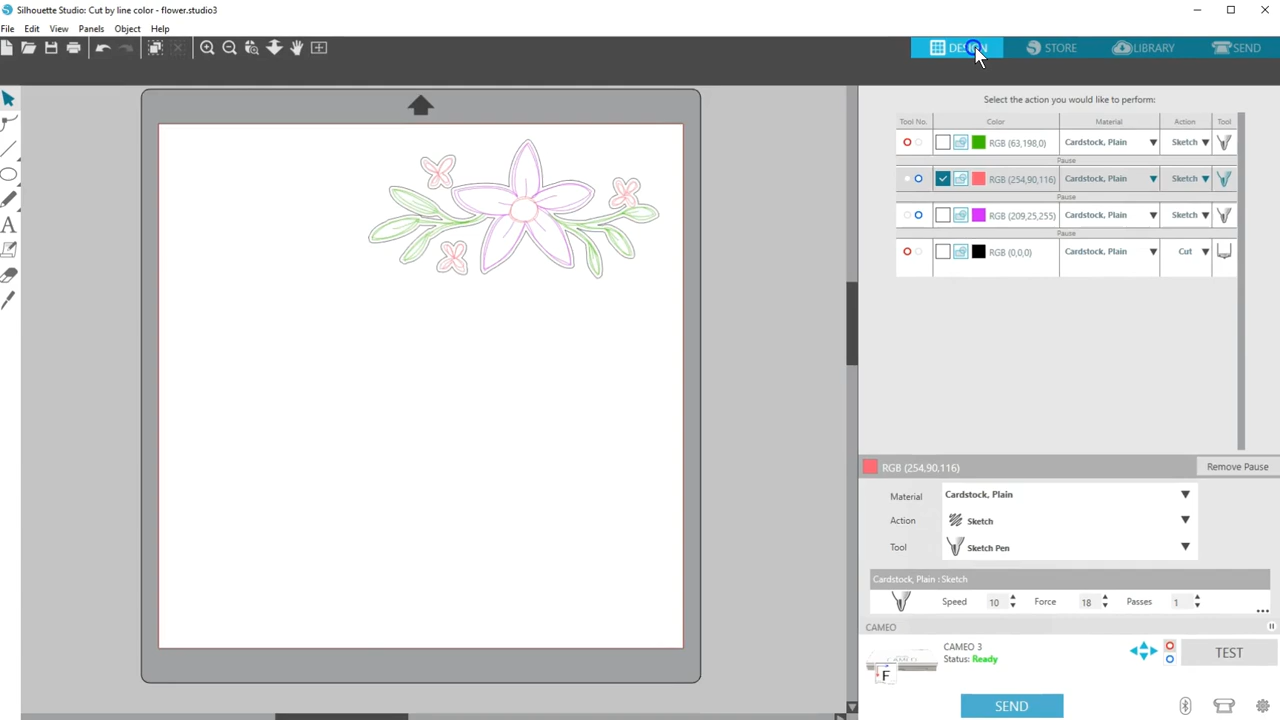 Silhouette Studio: Cut by line color - flower.studio3
File Edit View Panels Object Help
DESIGN STORE LIBRARY SEND
Select the action you would like to perform:
Tool No. Color Material Action Tool
RGB (63,198,0) Cardstock, Plain Sketch
Pause
RGB (254,90,116) Cardstock, Plain Sketch
Pause
RGB (209,25,255) Cardstock, Plain Sketch
Pause
RGB (0,0,0) Cardstock, Plain Cut
RGB (254,90,116) Remove Pause
Material Cardstock, Plain
Action Sketch
Tool Sketch Pen
Cardstock, Plain : Sketch
Speed 10 Force 18 Passes 1 ...
CAMEO
CAMEO 3
Status: Ready
F
TEST
SEND